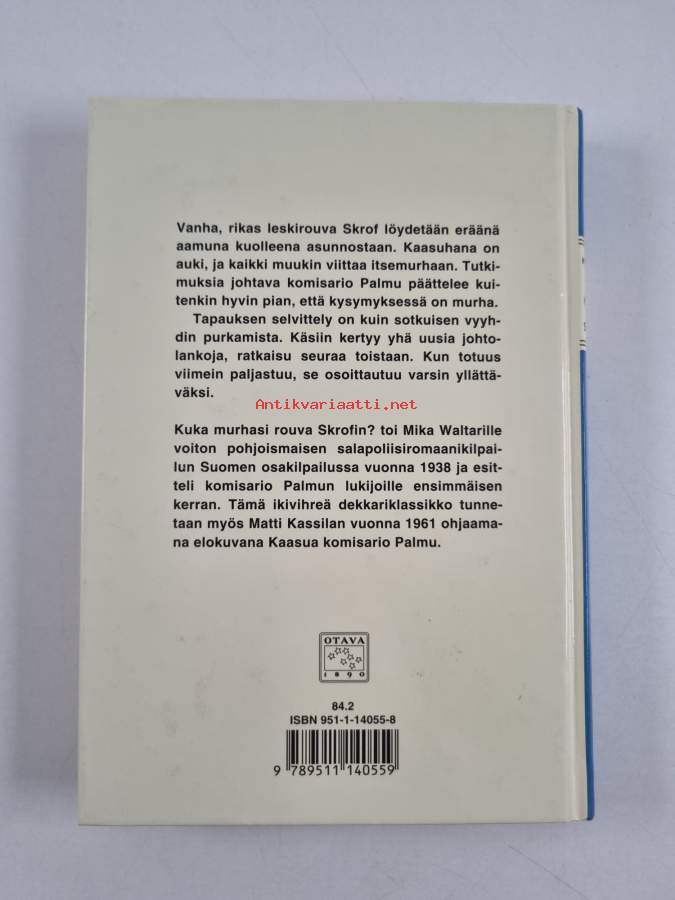 Vanha, rikas leskirouva Skrof löydetään eräänä
aamuna kuolleena asunnostaan. Kaasuhana on
auki, ja kaikki muukin viittaa itsemurhaan. Tutki-
muksia johtava komisario Palmu päättelee kui-
tenkin hyvin pian, että kysymyksessä on murha.
Tapauksen selvittely on kuin sotkuisen vyyh-
din purkamista. Käsiin kertyy yhä uusia johto-
lankoja, ratkaisu seuraa toistaan. Kun totuus
viimein paljastuu, se osoittautuu varsin yllättä-
väksi.
Antikvariaatti.net
Kuka murhasi rouva Skrofin? toi Mika Waltarille
voiton pohjoismaisen salapoliisiromaanikilpai-
lun Suomen osakilpailussa vuonna 1938 ja esit-
teli komisario Palmun lukijoille ensimmäisen
kerran. Tämä ikivihreä dekkariklassikko tunne-
taan myös Matti Kassilan vuonna 1961 ohjaama-
na elokuvana Kaasua komisario Palmu.
OTAVA
1890
84.2
ISBN 951-1-14055-8
9 789511 140559